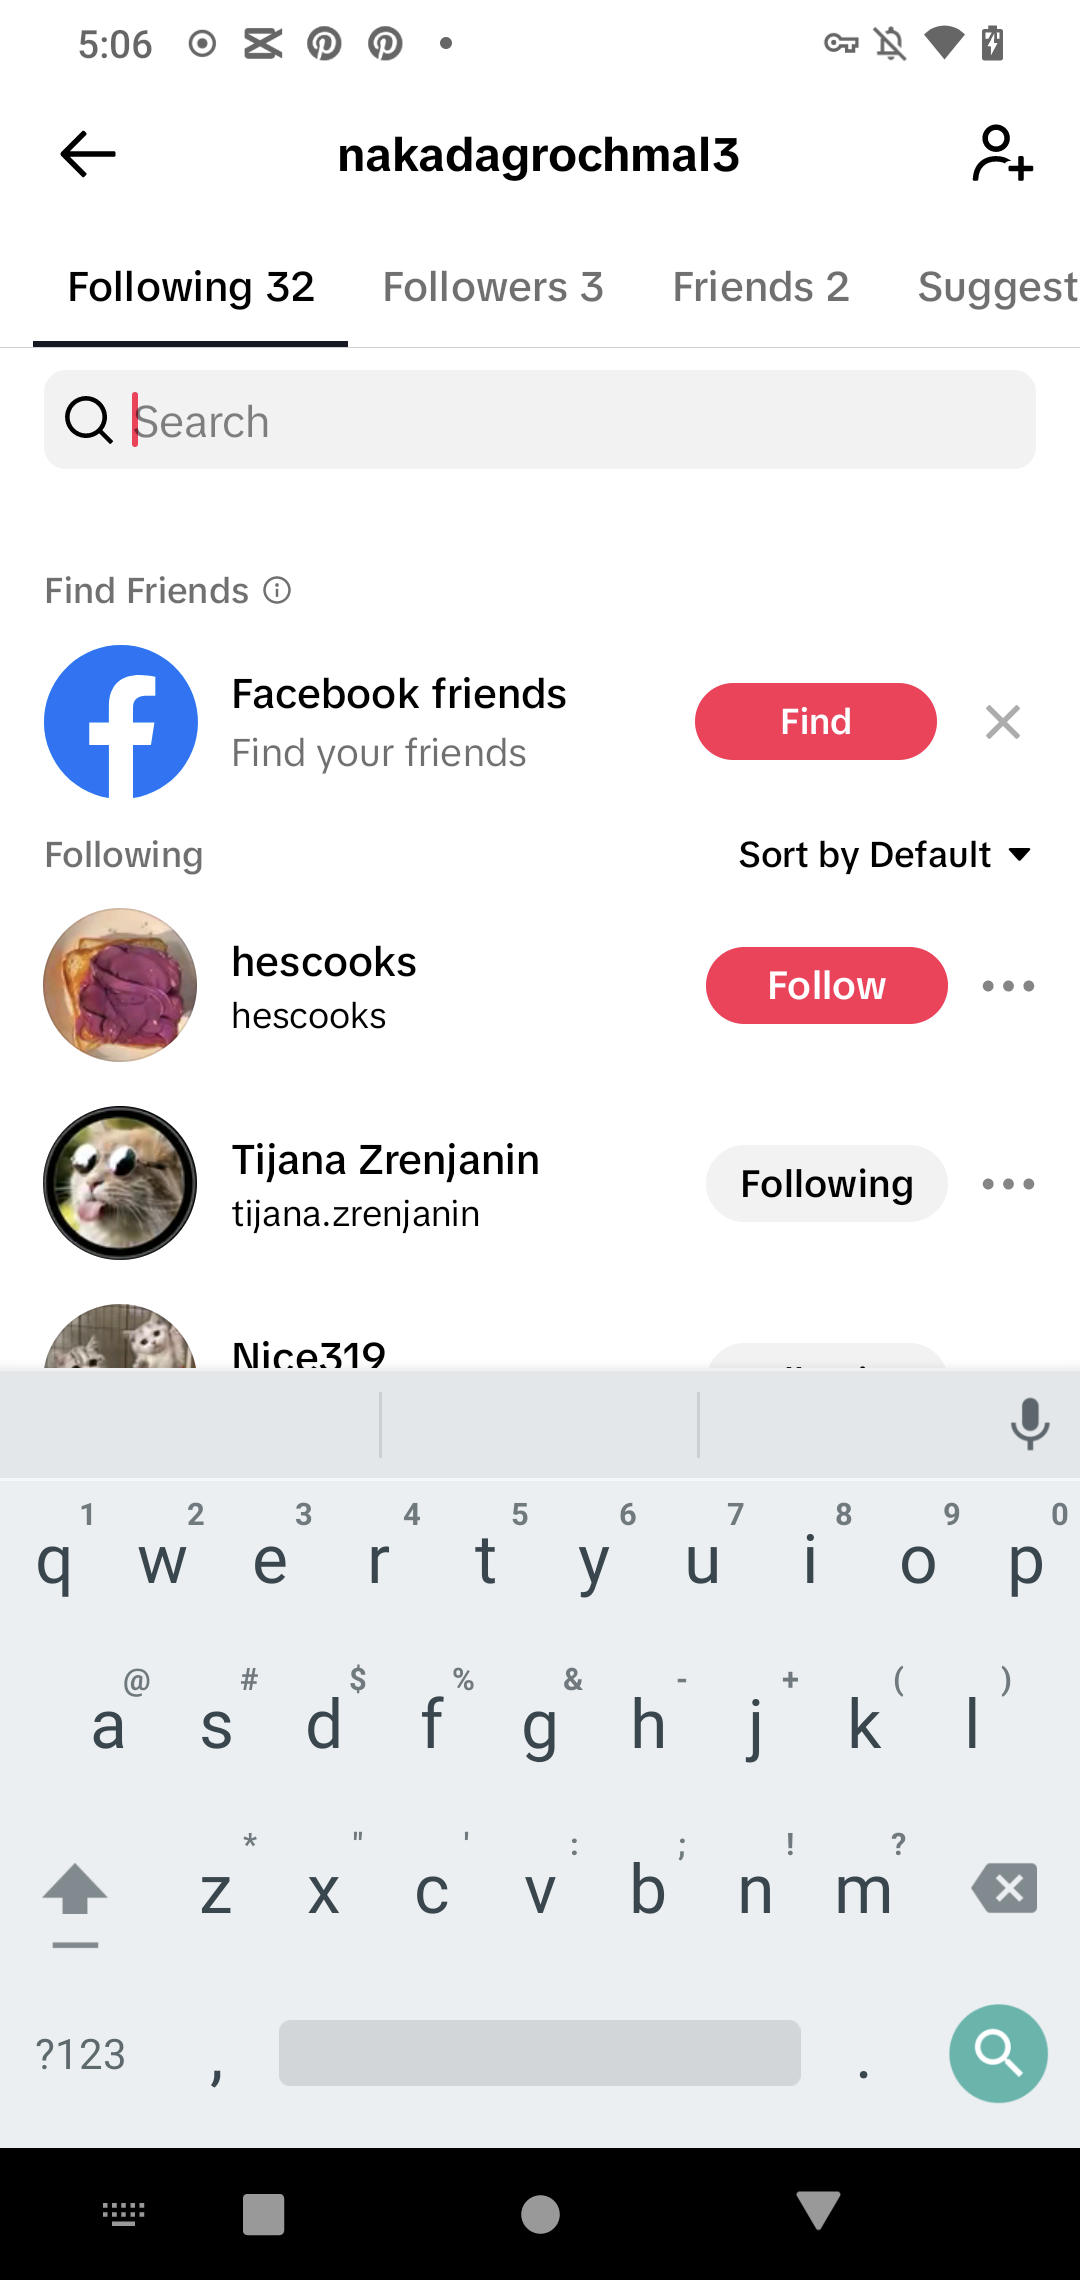 5:06
nakadagrochmal3
Following 32 Followers 3 Friends 2 Suggest
Search
Find Friends
Facebook friends
Find your friends
Find
Following
Sort by Default
hescooks
hescooks
Follow
Tijana Zrenjanin
tijana.zrenjanin
Following
Nice319
1 2 3 4 5 6 7 8 9 0
q w e r t y u i o p
@ # $ % & - + ( )
a s d f g h j k l
* " ' : ; ! ?
z x c v b n m
?123 , .